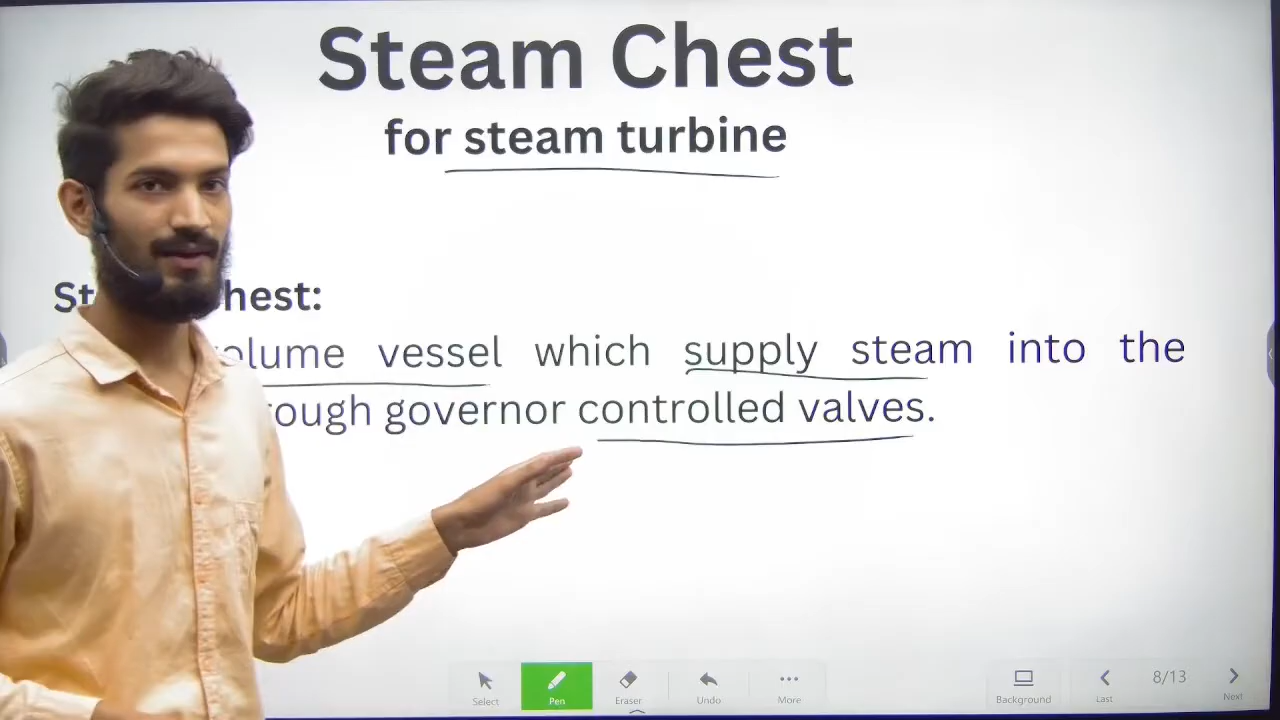 Steam Chest
for steam turbine
hest:
olume vessel which supply steam into the
rough governor controlled valves.
Select
Pen
Eraser
Undo
More
Background
Last
8/13
Next